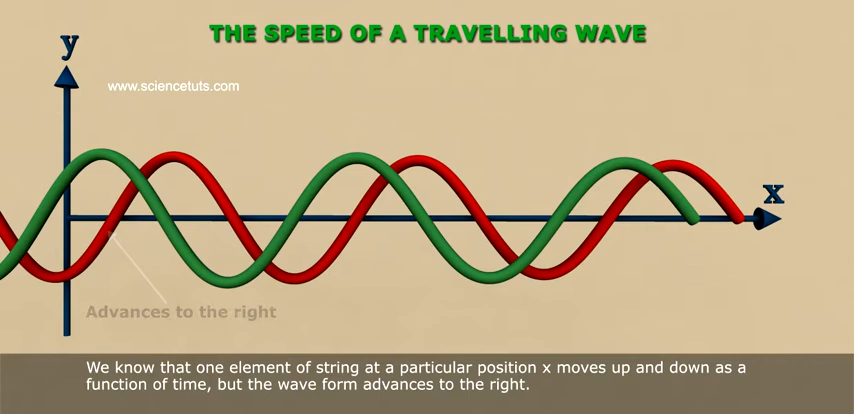 THE SPEED OF A TRAVELLING WAVE
y
www.sciencetuts.com
x
Advances to the right
We know that one element of string at a particular position x moves up and down as a
function of time, but the wave form advances to the right.